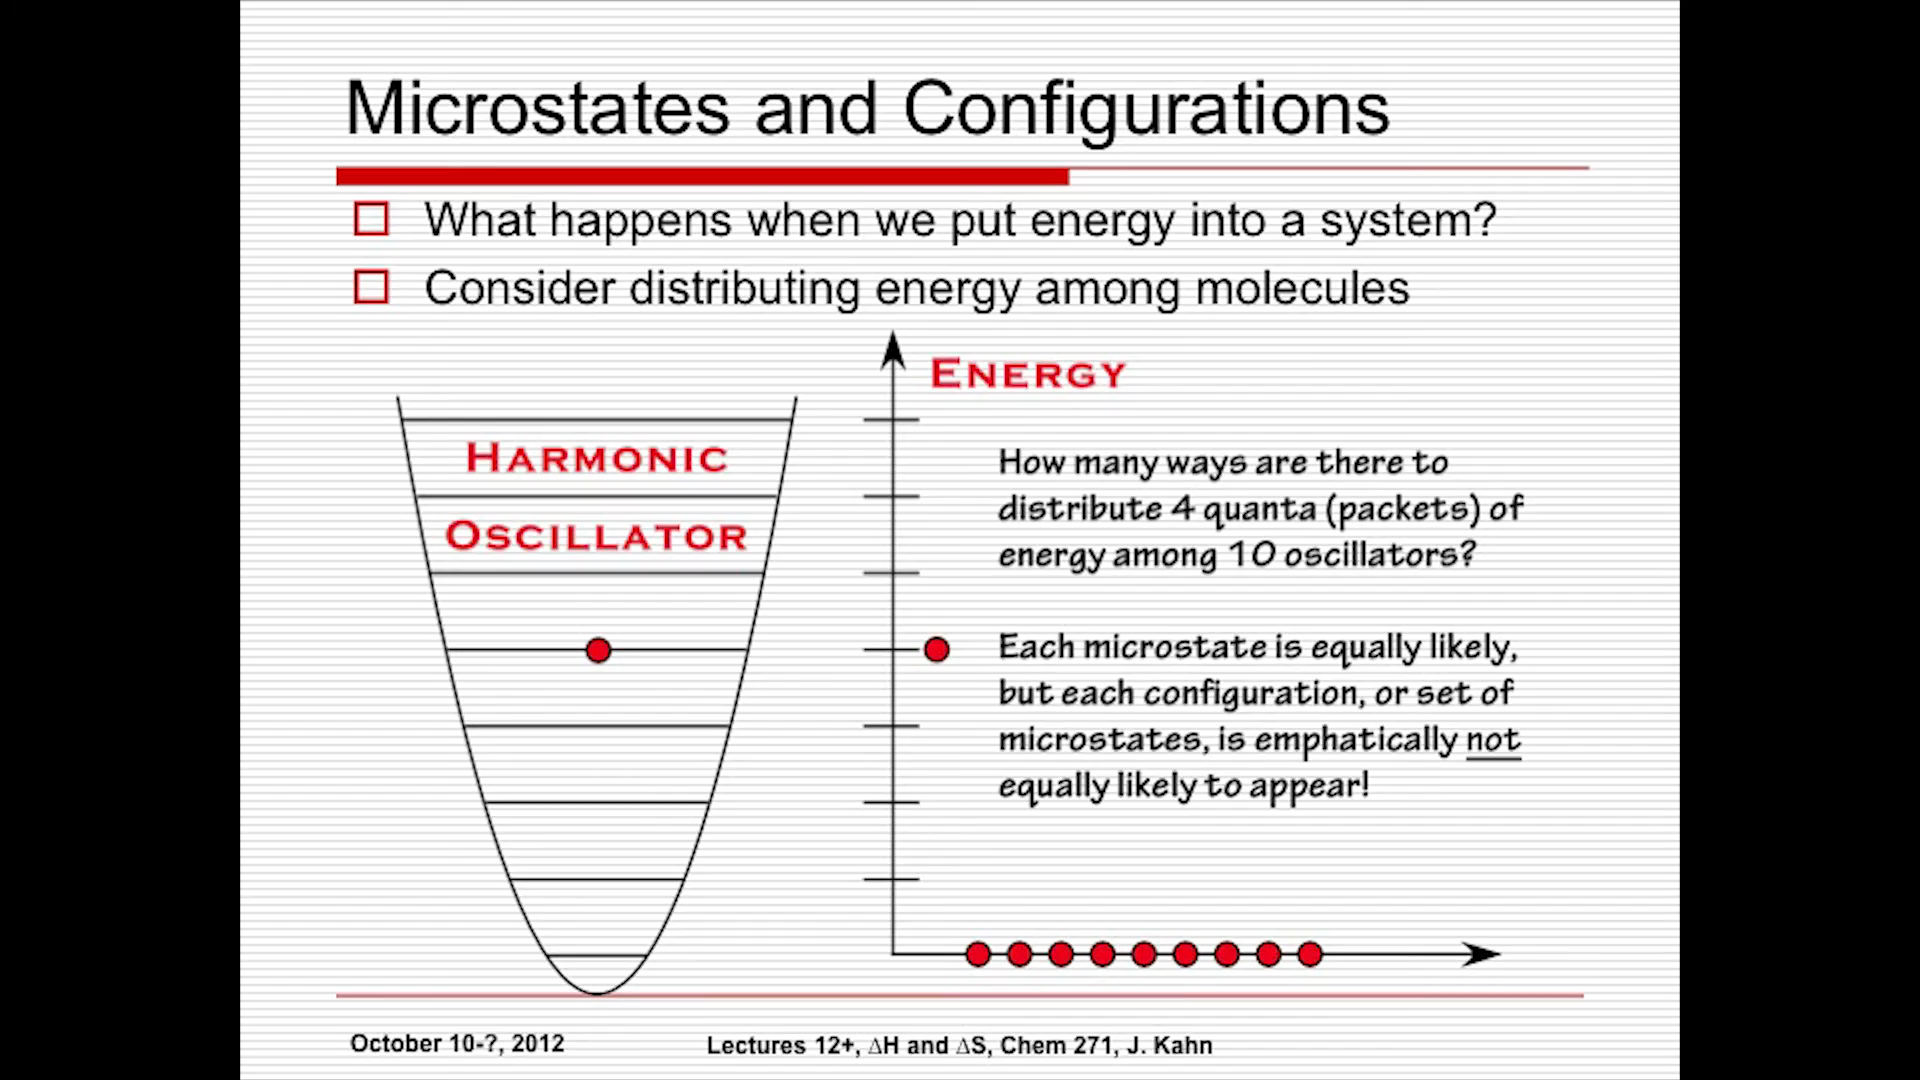 Microstates and Configurations
What happens when we put energy into a system?
Consider distributing energy among molecules
ENERGY
HARMONIC
OSCILLATOR
How many ways are there to
distribute 4 quanta (packets) of
energy among 10 oscillators?
Each microstate is equally likely,
but each configuration, or set of
microstates, is emphatically not
equally likely to appear!
October 10-?, 2012
Lectures 12+, ∆H and ∆S, Chem 271, J. Kahn